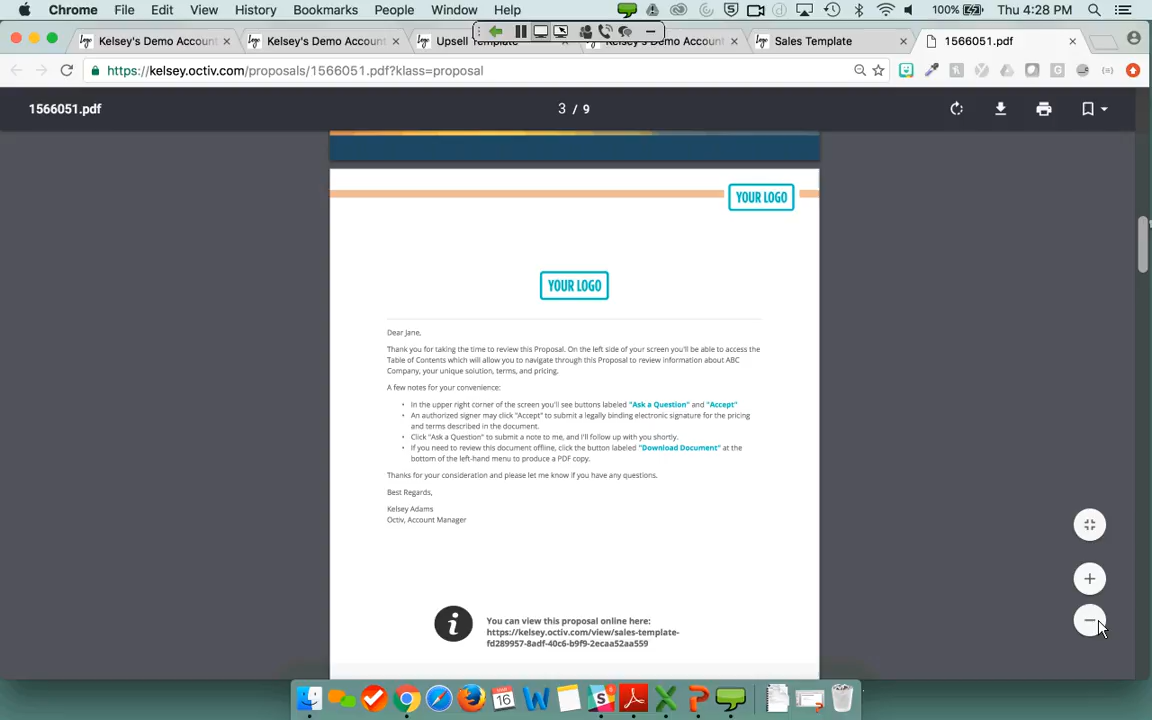 Chrome File Edit View History Bookmarks People Window Help 100% Thu 4:28 PM
Kelsey's Demo Account Kelsey's Demo Account Upsell Template Kelsey's Demo Account Sales Template 1566051.pdf
https://kelsey.octiv.com/proposals/1566051.pdf?klass=proposal
1566051.pdf 3 / 9
YOUR LOGO
YOUR LOGO
Dear Jane,
Thank you for taking the time to review this Proposal. On the left side of your screen you'll be able to access the
Table of Contents which will allow you to navigate through this Proposal to review information about ABC
Company, your unique solution, terms, and pricing.
A few notes for your convenience:
• In the upper right corner of the screen you'll see buttons labeled "Ask a Question" and "Accept"
• An authorized signer may click "Accept" to submit a legally binding electronic signature for the pricing
and terms described in the document.
• Click "Ask a Question" to submit a note to me, and I'll follow up with you shortly.
• If you need to review this document offline, click the button labeled "Download Document" at the
bottom of the left-hand menu to produce a PDF copy.
Thanks for your consideration and please let me know if you have any questions.
Best Regards,
Kelsey Adams
Octiv, Account Manager
You can view this proposal online here:
https://kelsey.octiv.com/view/sales-template-
fd289957-8adf-40c6-b9f9-2ecaa52aa559
16